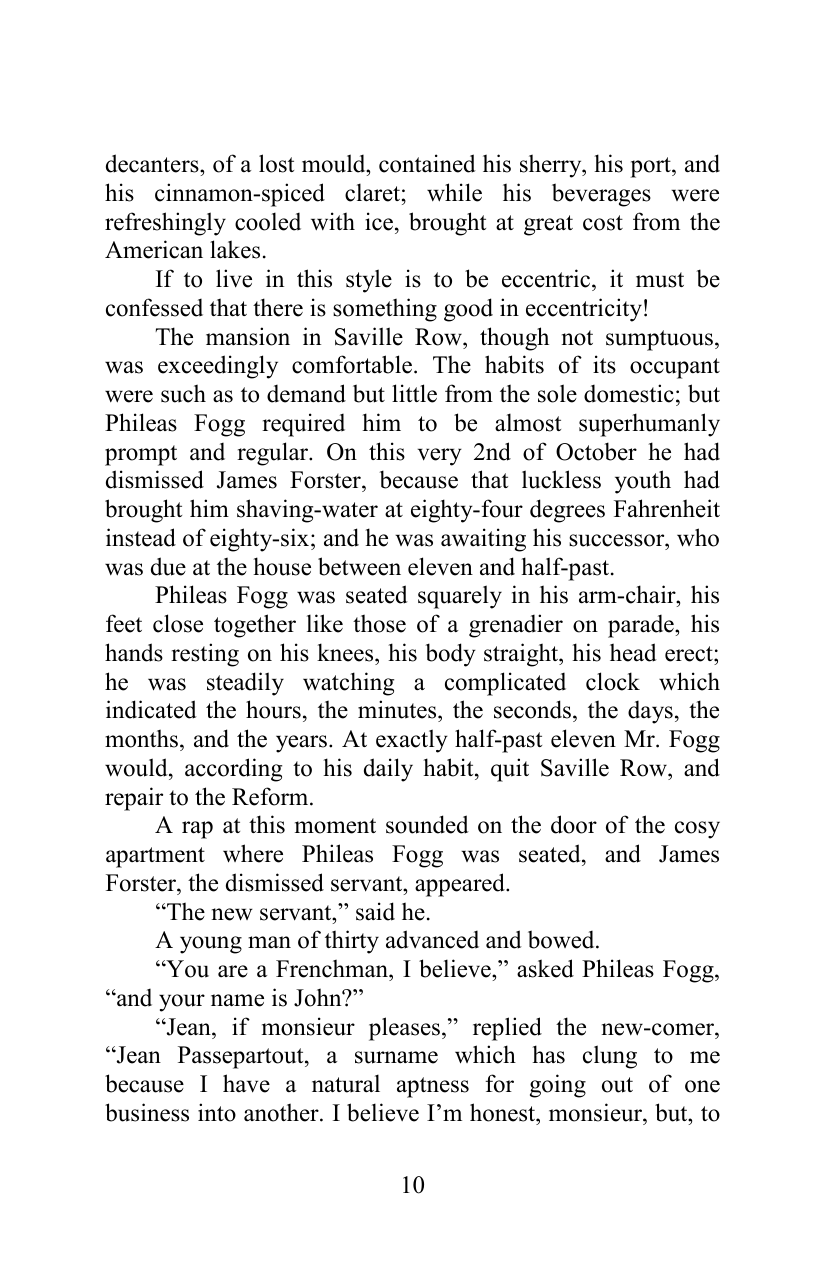 decanters, of a lost mould, contained his sherry, his port, and
his cinnamon-spiced claret; while his beverages were
refreshingly cooled with ice, brought at great cost from the
American lakes.
If to live in this style is to be eccentric, it must be
confessed that there is something good in eccentricity!
The mansion in Saville Row, though not sumptuous,
was exceedingly comfortable. The habits of its occupant
were such as to demand but little from the sole domestic; but
Phileas Fogg required him to be almost superhumanly
prompt and regular. On this very 2nd of October he had
dismissed James Forster, because that luckless youth had
brought him shaving-water at eighty-four degrees Fahrenheit
instead of eighty-six; and he was awaiting his successor, who
was due at the house between eleven and half-past.
Phileas Fogg was seated squarely in his arm-chair, his
feet close together like those of a grenadier on parade, his
hands resting on his knees, his body straight, his head erect;
he was steadily watching a complicated clock which
indicated the hours, the minutes, the seconds, the days, the
months, and the years. At exactly half-past eleven Mr. Fogg
would, according to his daily habit, quit Saville Row, and
repair to the Reform.
A rap at this moment sounded on the door of the cosy
apartment where Phileas Fogg was seated, and James
Forster, the dismissed servant, appeared.
“The new servant,” said he.
A young man of thirty advanced and bowed.
“You are a Frenchman, I believe,” asked Phileas Fogg,
“and your name is John?”
“Jean, if monsieur pleases,” replied the new-comer,
“Jean Passepartout, a surname which has clung to me
because I have a natural aptness for going out of one
business into another. I believe I’m honest, monsieur, but, to
10